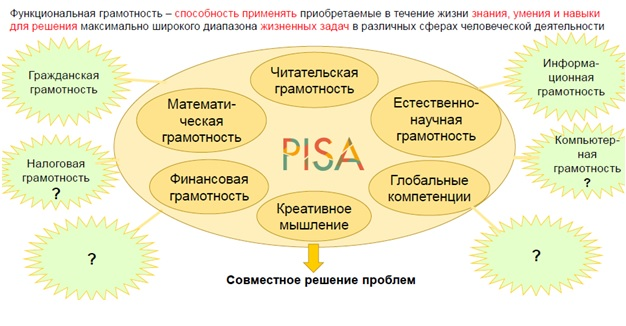 Функциональная грамотность – способность применять приобретаемые в течение жизни знания, умения и навыки
для решения максимально широкого диапазона жизненных задач в различных сферах человеческой деятельности
Гражданская
грамотность
Читательская
грамотность
Информа-
ционная
грамотность
Математи-
ческая
грамотность
Естественно-
научная
грамотность
PISA
Налоговая
грамотность
?
Компьютер-
ная
грамотность ?
Финансовая
грамотность
Глобальные
компетенции
Креативное
мышление
?
?
Совместное решение проблем